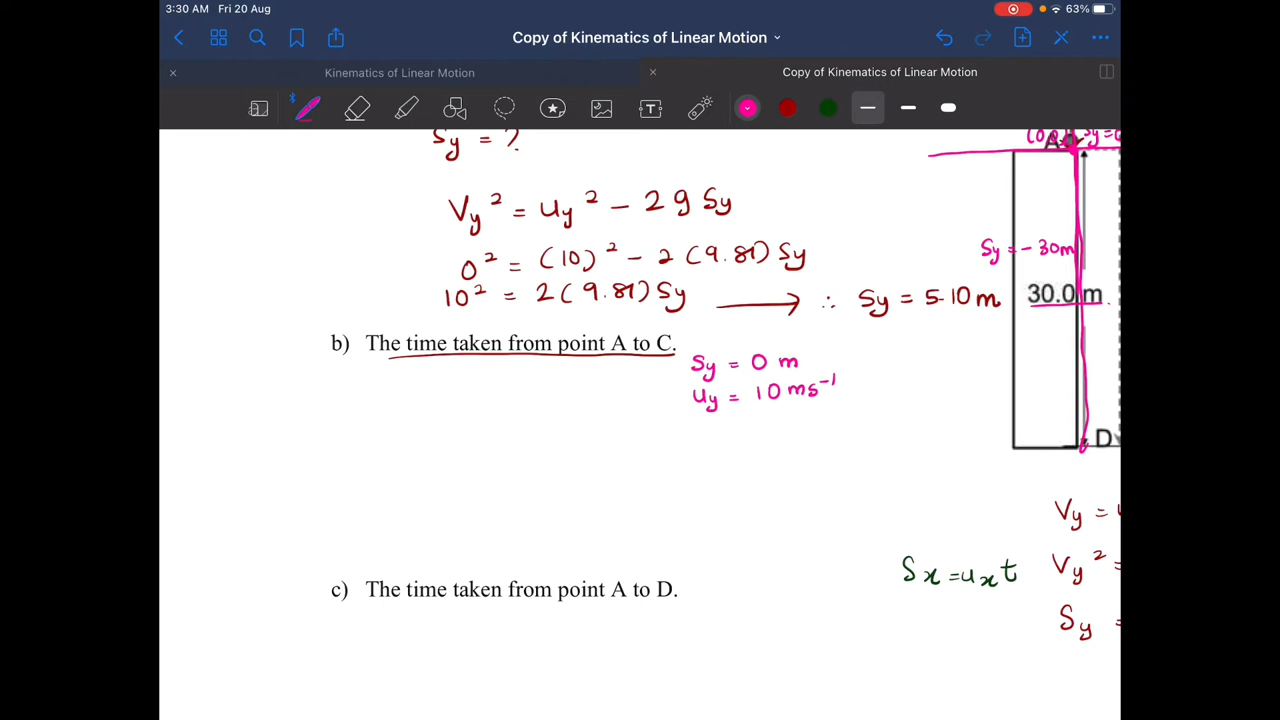 3:30 AM Fri 20 Aug
63%
Copy of Kinematics of Linear Motion
Kinematics of Linear Motion
Copy of Kinematics of Linear Motion
Sy = ?
Vy² = uy² - 2g Sy
0² = (10)² - 2(9.81) Sy
10² = 2(9.81) Sy → ∴ Sy = 5.10 m
A
Sy = -30m
30.0 m
b) The time taken from point A to C.
Sy = 0 m
uy = 10 ms⁻¹
D
Vy =
Sx = uxt
Vy² =
c) The time taken from point A to D.
Sy =